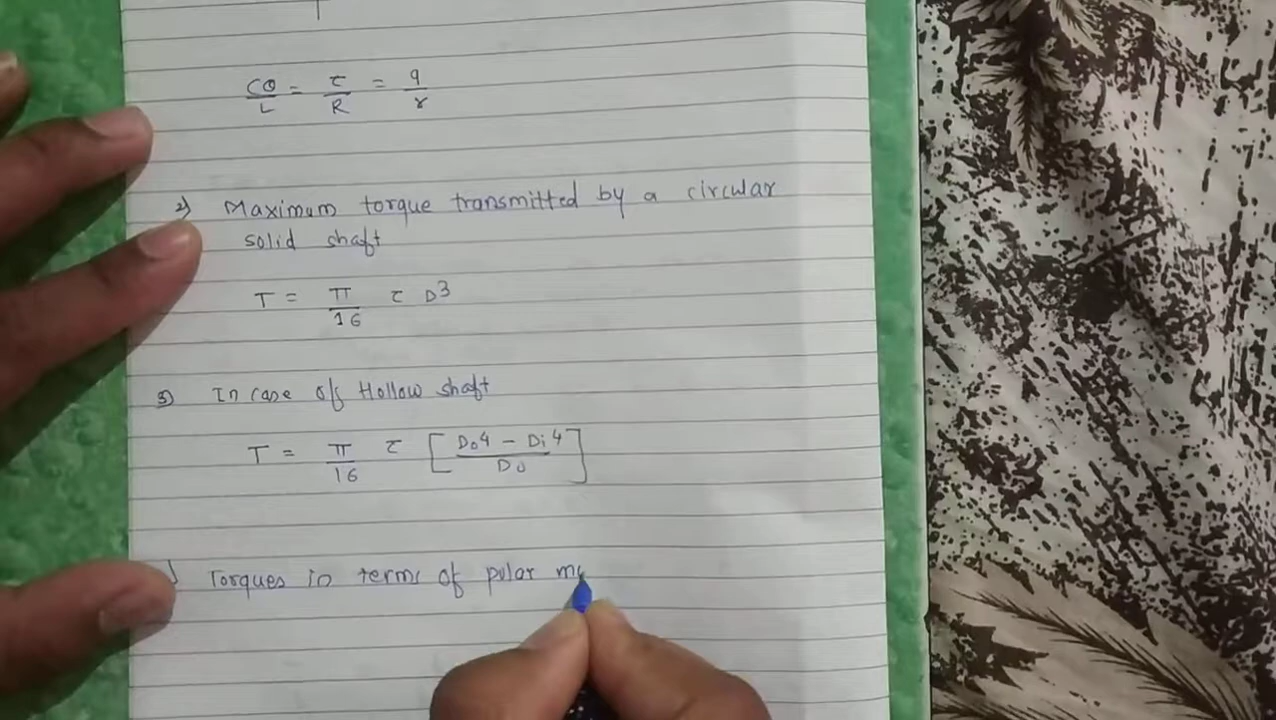 Cθ/L = τ/R = q/r
2) Maximum torque transmitted by a circular
solid shaft
T = π/16 τ D³
3) In case of Hollow shaft
T = π/16 τ [Do⁴ - Di⁴/Do]
) Torques in terms of polar mo